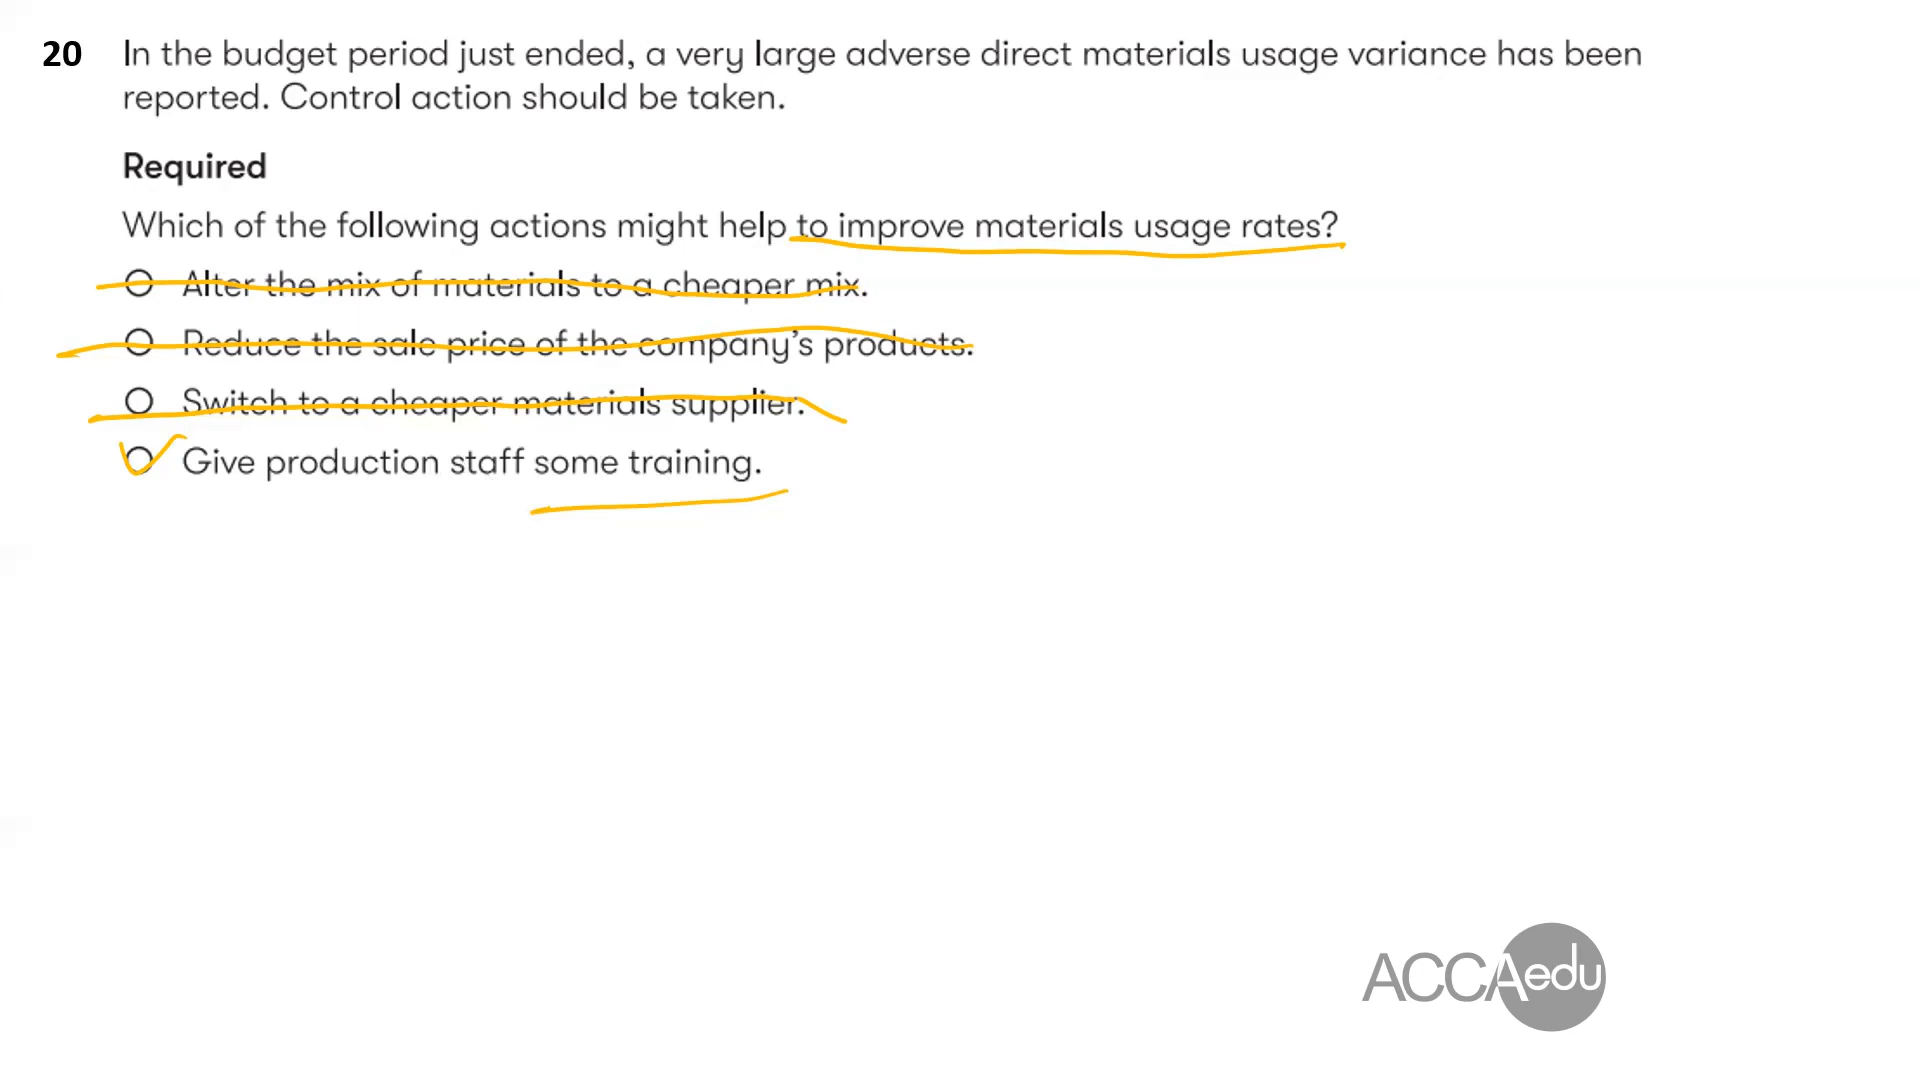 20 In the budget period just ended, a very large adverse direct materials usage variance has been
reported. Control action should be taken.
Required
Which of the following actions might help to improve materials usage rates?
Alter the mix of materials to a cheaper mix.
Reduce the sale price of the company's products.
Switch to a cheaper materials supplier.
Give production staff some training.
ACCAedu